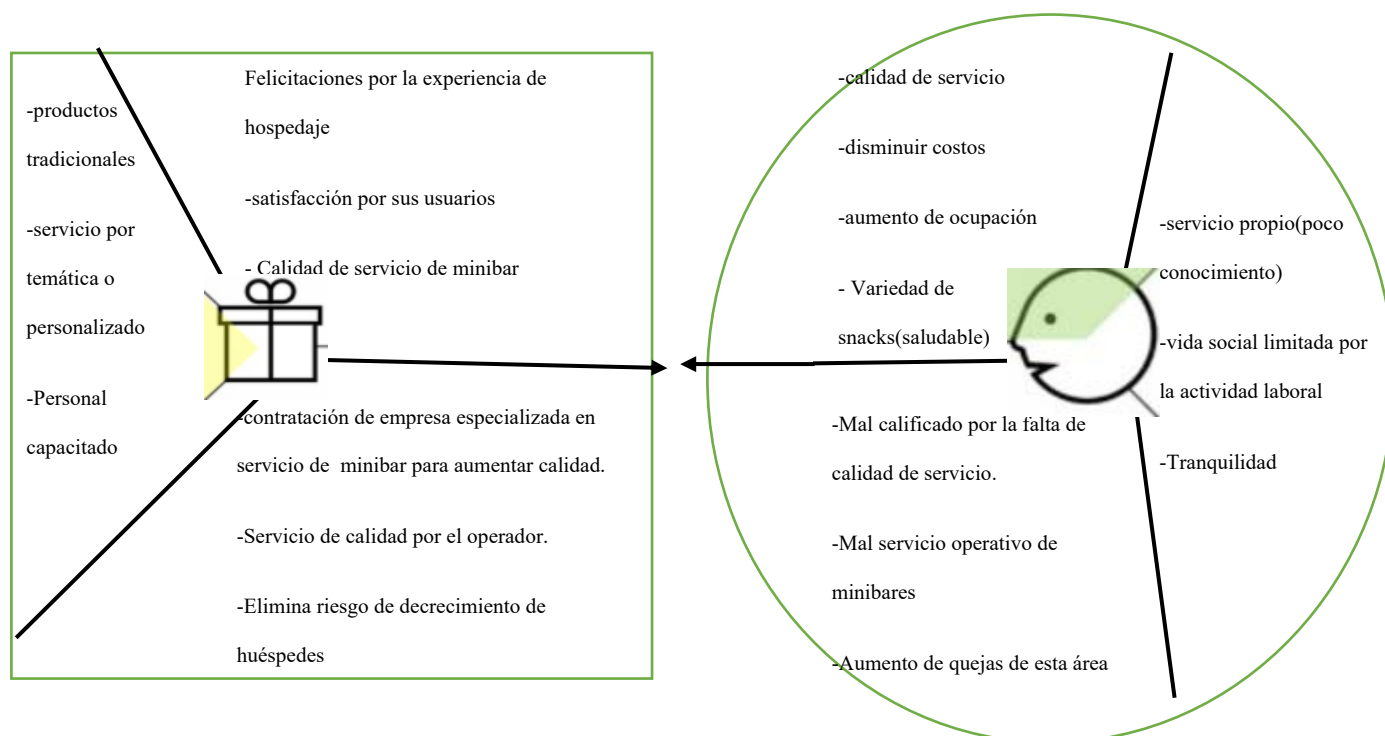 -productos
tradicionales
-servicio por
temática o
personalizado
-Personal
capacitado
Felicitaciones por la experiencia de
hospedaje
-satisfacción por sus usuarios
- Calidad de servicio de minibar
-contratación de empresa especializada en
servicio de minibar para aumentar calidad.
-Servicio de calidad por el operador.
-Elimina riesgo de decrecimiento de
huéspedes
-calidad de servicio
-disminuir costos
-aumento de ocupación
- Variedad de
snacks(saludable)
-Mal calificado por la falta de
calidad de servicio.
-Mal servicio operativo de
minibares
-Aumento de quejas de esta área
-servicio propio(poco
conocimiento)
-vida social limitada por
la actividad laboral
-Tranquilidad